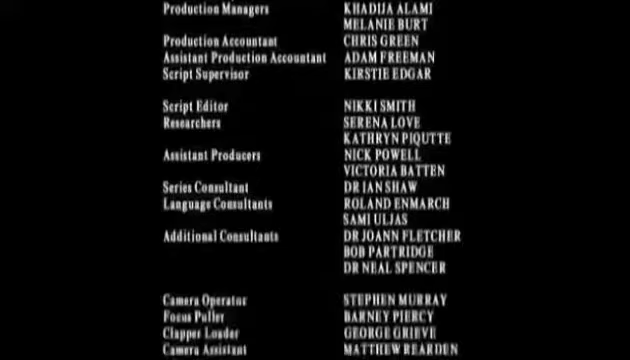 Production Managers KHADIJA ALAMI
MELANIE BURT
Production Accountant CHRIS GREEN
Assistant Production Accountant ADAM FREEMAN
Script Supervisor KIRSTIE EDGAR
Script Editor NIKKI SMITH
Researchers SERENA LOVE
KATHRYN PIQUTTE
Assistant Producers NICK POWELL
VICTORIA BATTEN
Series Consultant DR IAN SHAW
Language Consultants ROLAND ENMARCH
SAMI ULJAS
Additional Consultants DR JOANN FLETCHER
BOB PARTRIDGE
DR NEAL SPENCER
Camera Operator STEPHEN MURRAY
Focus Puller BARNEY PIERCY
Clapper Loader GEORGE GRIEVE
Camera Assistant MATTHEW REARDEN